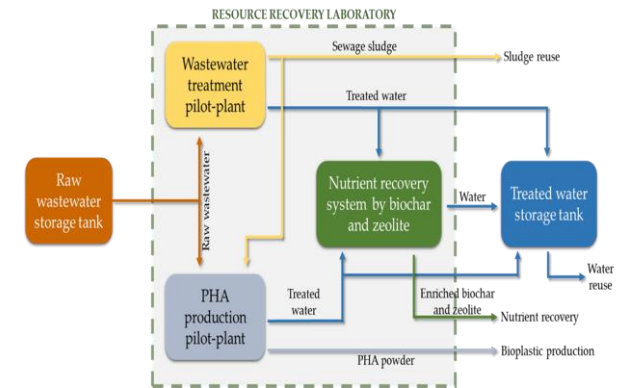 RESOURCE RECOVERY LABORATORY
Sewage sludge
Sludge reuse
Wastewater
treatment
pilot-plant
Treated water
Raw wastewater
Raw
wastewater
storage tank
Nutrient recovery
system by biochar
and zeolite
Water
Treated water
storage tank
Water
reuse
PHA
production
pilot-plant
Treated
water
Enriched biochar
and zeolite
Nutrient recovery
PHA powder
Bioplastic production